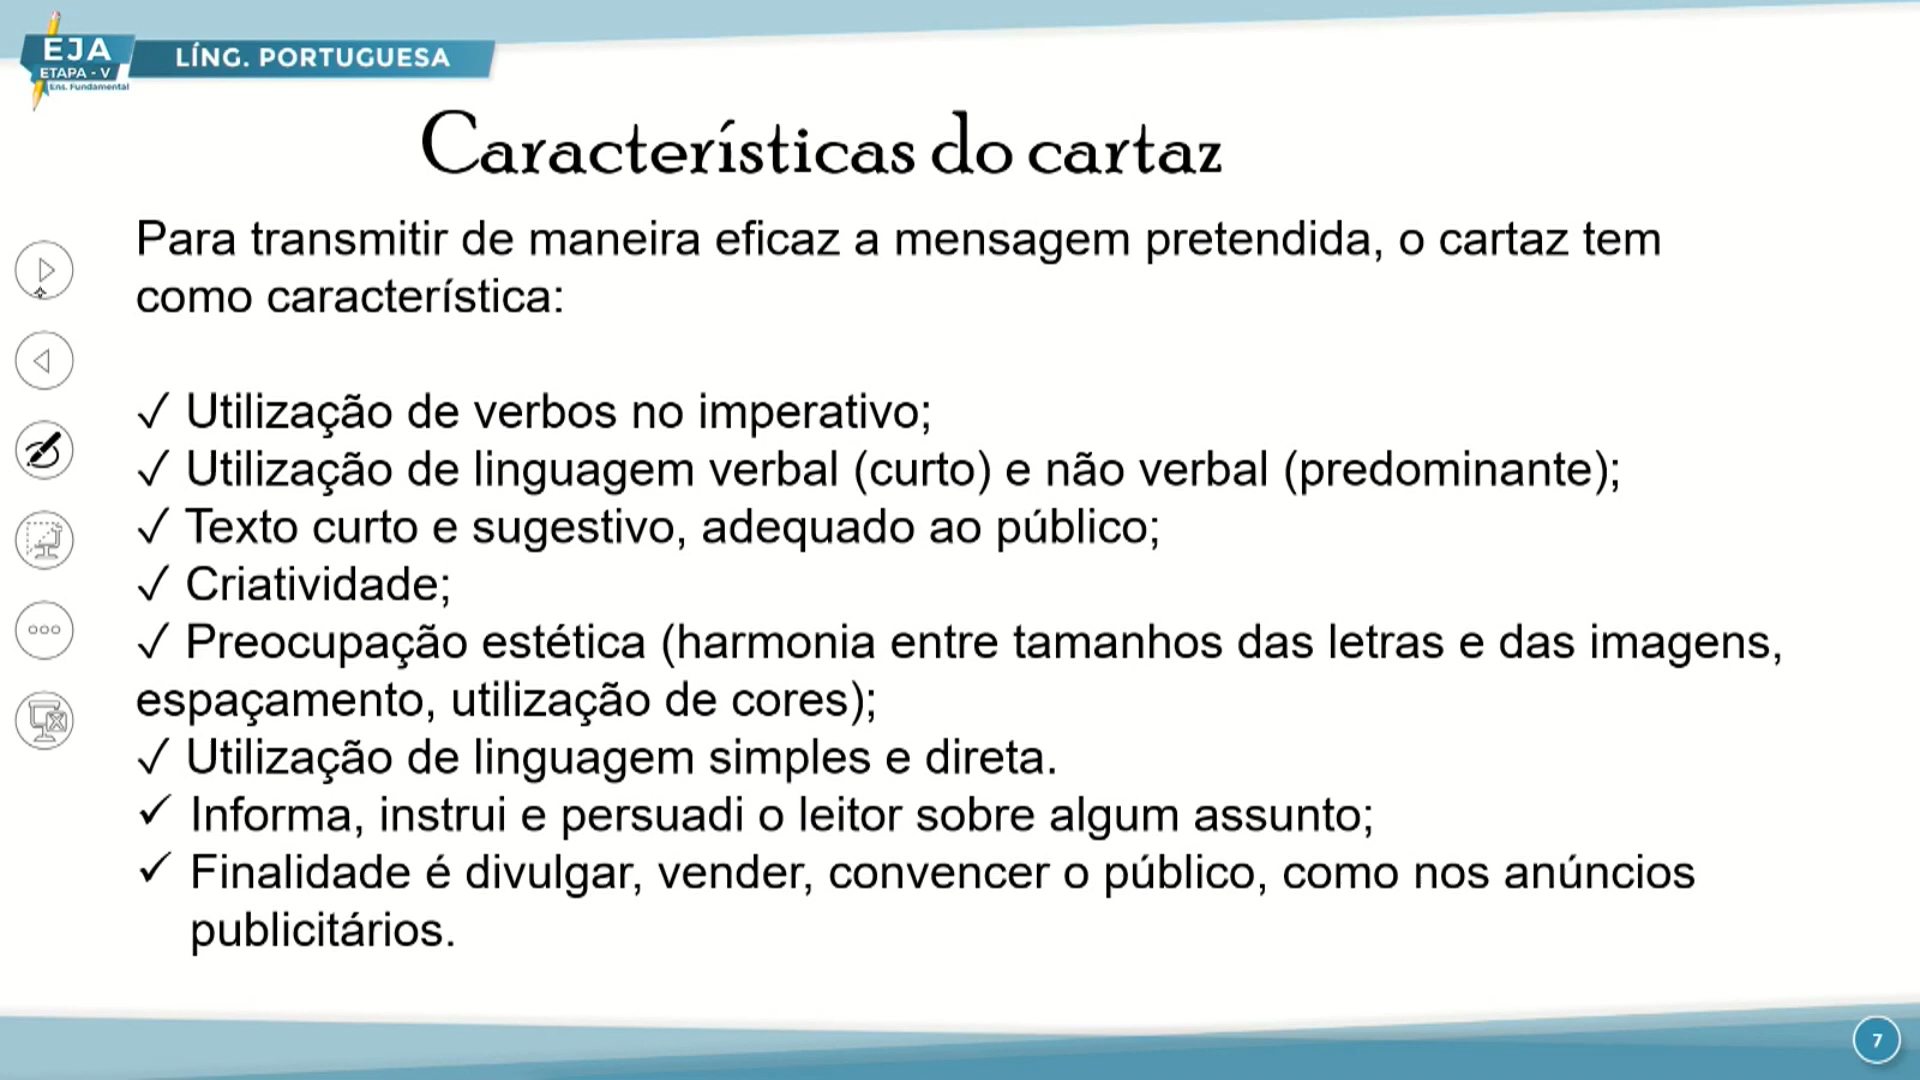 EJA
ETAPA - V
Ens. Fundamental
LÍNG. PORTUGUESA
Características do cartaz
Para transmitir de maneira eficaz a mensagem pretendida, o cartaz tem
como característica:
✓ Utilização de verbos no imperativo;
✓ Utilização de linguagem verbal (curto) e não verbal (predominante);
✓ Texto curto e sugestivo, adequado ao público;
✓ Criatividade;
✓ Preocupação estética (harmonia entre tamanhos das letras e das imagens,
espaçamento, utilização de cores);
✓ Utilização de linguagem simples e direta.
✓ Informa, instrui e persuadi o leitor sobre algum assunto;
✓ Finalidade é divulgar, vender, convencer o público, como nos anúncios
publicitários.
7